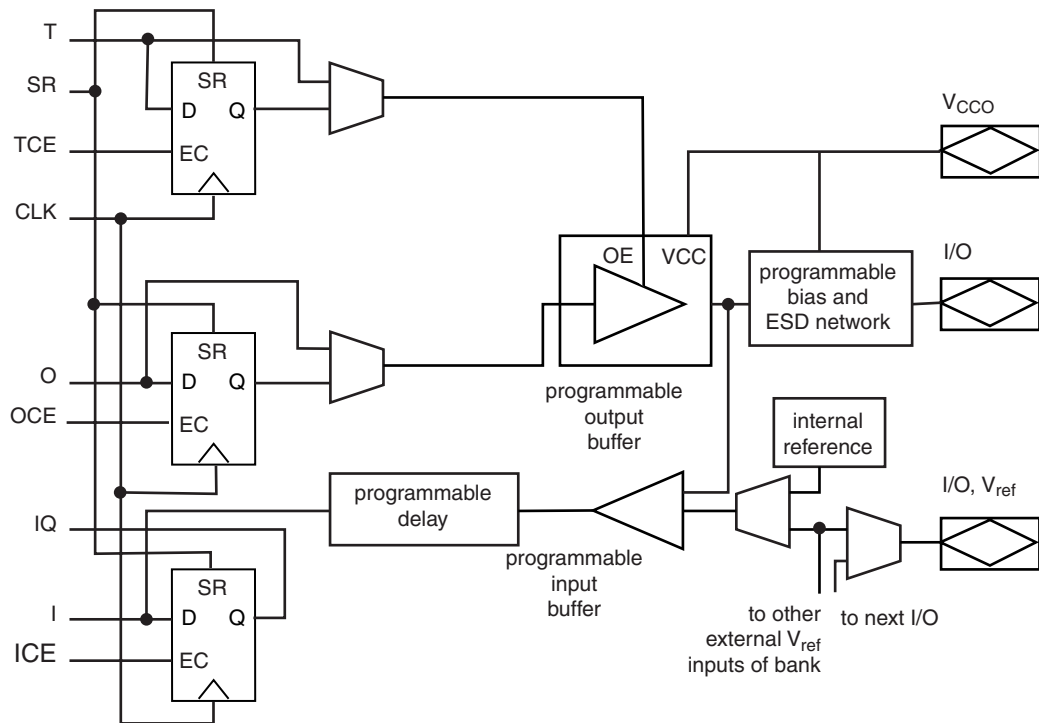 T
SR
TCE
CLK
SR
D
Q
EC
O
OCE
SR
D
Q
EC
IQ
I
ICE
SR
D
Q
EC
OE
VCC
programmable
output
buffer
V_CCO
I/O
programmable
bias and
ESD network
internal
reference
I/O, V_ref
programmable
delay
programmable
input
buffer
to other
external V_ref
inputs of bank
to next I/O